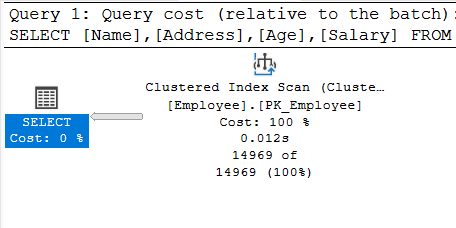 Query 1: Query cost (relative to the batch):
SELECT [Name],[Address],[Age],[Salary] FROM
Clustered Index Scan (Cluste…
[Employee].[PK_Employee]
Cost: 100 %
0.012s
14969 of
14969 (100%)
SELECT
Cost: 0 %